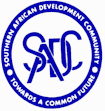 SOUTHERN AFRICAN DEVELOPMENT COMMUNITY
SADC
TOWARDS A COMMON FUTURE